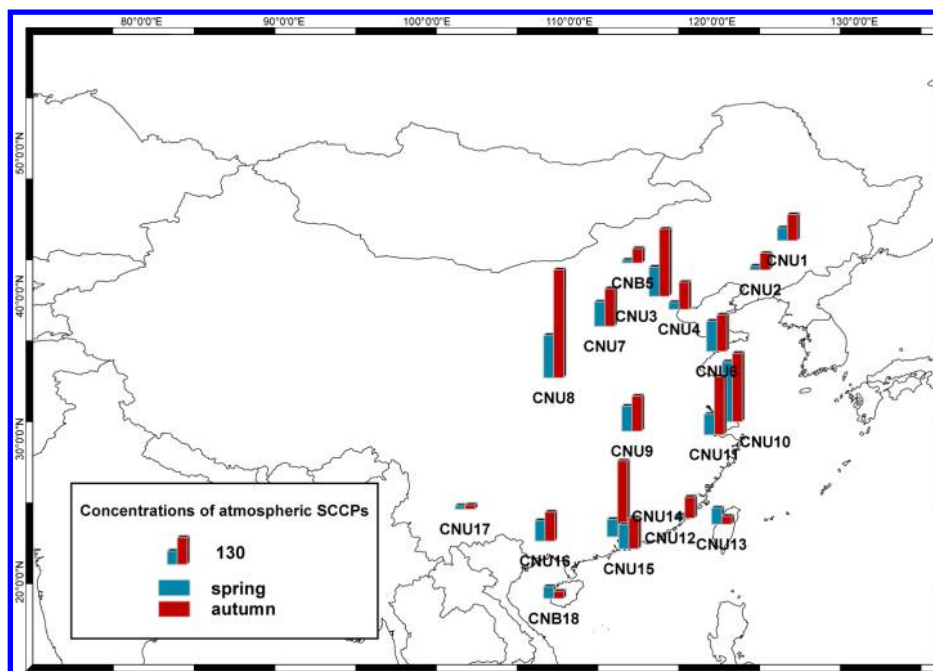 80°0'0"E 90°0'0"E 100°0'0"E 110°0'0"E 120°0'0"E 130°0'0"E
50°0'0"N
40°0'0"N
30°0'0"N
20°0'0"N
CNU1
CNU2
CNB5
CNU3
CNU4
CNU7
CNU6
CNU8
CNU10
CNU9
CNU11
CNU14
CNU12
CNU13
CNU17
CNU16
CNU15
CNB18
Concentrations of atmospheric SCCPs
130
spring
autumn